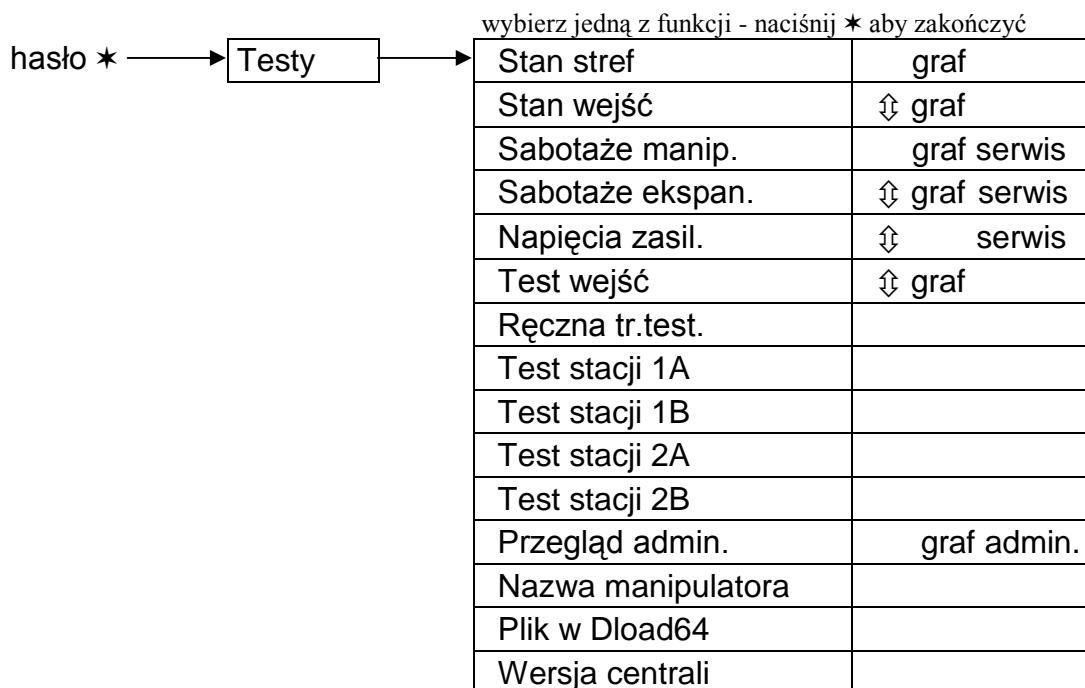 wybierz jedną z funkcji - naciśnij ✶ aby zakończyć
hasło ✶ Testy Stan stref graf
Stan wejść ⇕ graf
Sabotaże manip. graf serwis
Sabotaże ekspan. ⇕ graf serwis
Napięcia zasil. ⇕ serwis
Test wejść ⇕ graf
Ręczna tr.test.
Test stacji 1A
Test stacji 1B
Test stacji 2A
Test stacji 2B
Przegląd admin. graf admin.
Nazwa manipulatora
Plik w Dload64
Wersja centrali